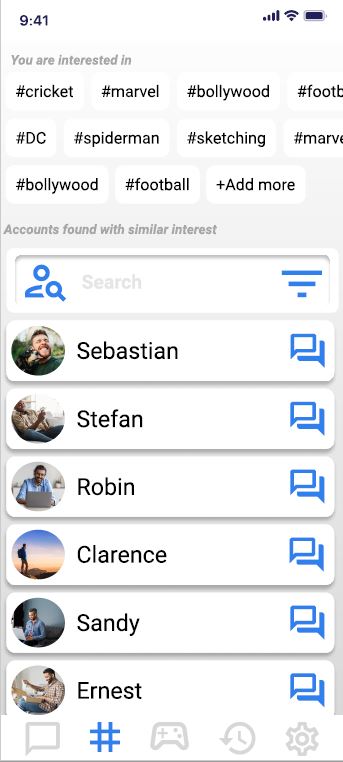 9:41
You are interested in
#cricket #marvel #bollywood #footb
#DC #spiderman #sketching #marve
#bollywood #football +Add more
Accounts found with similar interest
Search
Sebastian
Stefan
Robin
Clarence
Sandy
Ernest